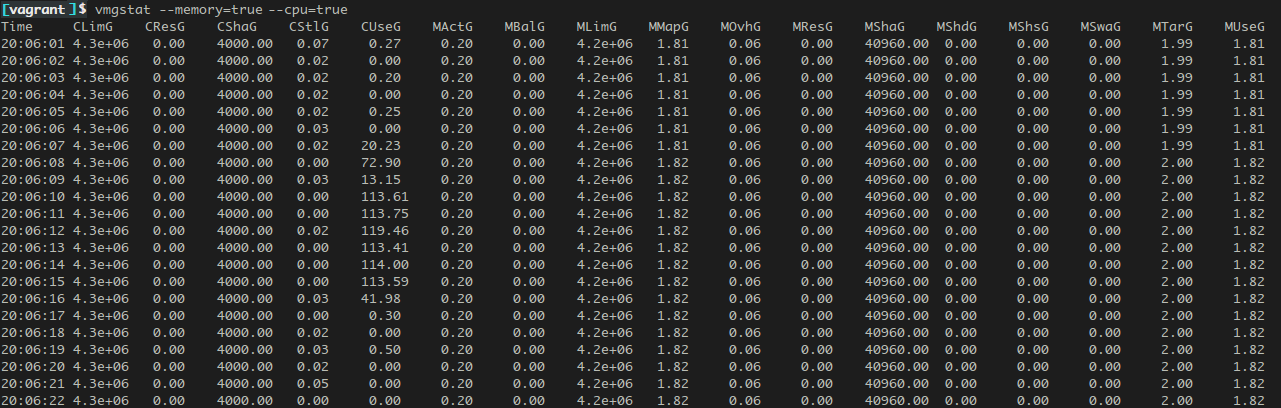 [vagrant]$ vmgstat --memory=true --cpu=true
Time CLimG CResG CShaG CStlG CUseG MActG MBalG MLimG MMapG MOvhG MResG MShaG MShdG MShsG MSwaG MTarG MUseG
20:06:01 4.3e+06 0.00 4000.00 0.07 0.27 0.20 0.00 4.2e+06 1.81 0.06 0.00 40960.00 0.00 0.00 0.00 1.99 1.81
20:06:02 4.3e+06 0.00 4000.00 0.02 0.00 0.20 0.00 4.2e+06 1.81 0.06 0.00 40960.00 0.00 0.00 0.00 1.99 1.81
20:06:03 4.3e+06 0.00 4000.00 0.02 0.20 0.20 0.00 4.2e+06 1.81 0.06 0.00 40960.00 0.00 0.00 0.00 1.99 1.81
20:06:04 4.3e+06 0.00 4000.00 0.02 0.00 0.20 0.00 4.2e+06 1.81 0.06 0.00 40960.00 0.00 0.00 0.00 1.99 1.81
20:06:05 4.3e+06 0.00 4000.00 0.02 0.25 0.20 0.00 4.2e+06 1.81 0.06 0.00 40960.00 0.00 0.00 0.00 1.99 1.81
20:06:06 4.3e+06 0.00 4000.00 0.03 0.00 0.20 0.00 4.2e+06 1.81 0.06 0.00 40960.00 0.00 0.00 0.00 1.99 1.81
20:06:07 4.3e+06 0.00 4000.00 0.02 20.23 0.20 0.00 4.2e+06 1.81 0.06 0.00 40960.00 0.00 0.00 0.00 1.99 1.81
20:06:08 4.3e+06 0.00 4000.00 0.00 72.90 0.20 0.00 4.2e+06 1.82 0.06 0.00 40960.00 0.00 0.00 0.00 2.00 1.82
20:06:09 4.3e+06 0.00 4000.00 0.03 13.15 0.20 0.00 4.2e+06 1.82 0.06 0.00 40960.00 0.00 0.00 0.00 2.00 1.82
20:06:10 4.3e+06 0.00 4000.00 0.00 113.61 0.20 0.00 4.2e+06 1.82 0.06 0.00 40960.00 0.00 0.00 0.00 2.00 1.82
20:06:11 4.3e+06 0.00 4000.00 0.00 113.75 0.20 0.00 4.2e+06 1.82 0.06 0.00 40960.00 0.00 0.00 0.00 2.00 1.82
20:06:12 4.3e+06 0.00 4000.00 0.02 119.46 0.20 0.00 4.2e+06 1.82 0.06 0.00 40960.00 0.00 0.00 0.00 2.00 1.82
20:06:13 4.3e+06 0.00 4000.00 0.00 113.41 0.20 0.00 4.2e+06 1.82 0.06 0.00 40960.00 0.00 0.00 0.00 2.00 1.82
20:06:14 4.3e+06 0.00 4000.00 0.02 114.00 0.20 0.00 4.2e+06 1.82 0.06 0.00 40960.00 0.00 0.00 0.00 2.00 1.82
20:06:15 4.3e+06 0.00 4000.00 0.00 113.59 0.20 0.00 4.2e+06 1.82 0.06 0.00 40960.00 0.00 0.00 0.00 2.00 1.82
20:06:16 4.3e+06 0.00 4000.00 0.03 41.98 0.20 0.00 4.2e+06 1.82 0.06 0.00 40960.00 0.00 0.00 0.00 2.00 1.82
20:06:17 4.3e+06 0.00 4000.00 0.00 0.30 0.20 0.00 4.2e+06 1.82 0.06 0.00 40960.00 0.00 0.00 0.00 2.00 1.82
20:06:18 4.3e+06 0.00 4000.00 0.02 0.00 0.20 0.00 4.2e+06 1.82 0.06 0.00 40960.00 0.00 0.00 0.00 2.00 1.82
20:06:19 4.3e+06 0.00 4000.00 0.03 0.50 0.20 0.00 4.2e+06 1.82 0.06 0.00 40960.00 0.00 0.00 0.00 2.00 1.82
20:06:20 4.3e+06 0.00 4000.00 0.02 0.00 0.20 0.00 4.2e+06 1.82 0.06 0.00 40960.00 0.00 0.00 0.00 2.00 1.82
20:06:21 4.3e+06 0.00 4000.00 0.05 0.00 0.20 0.00 4.2e+06 1.82 0.06 0.00 40960.00 0.00 0.00 0.00 2.00 1.82
20:06:22 4.3e+06 0.00 4000.00 0.00 0.00 0.20 0.00 4.2e+06 1.82 0.06 0.00 40960.00 0.00 0.00 0.00 2.00 1.82